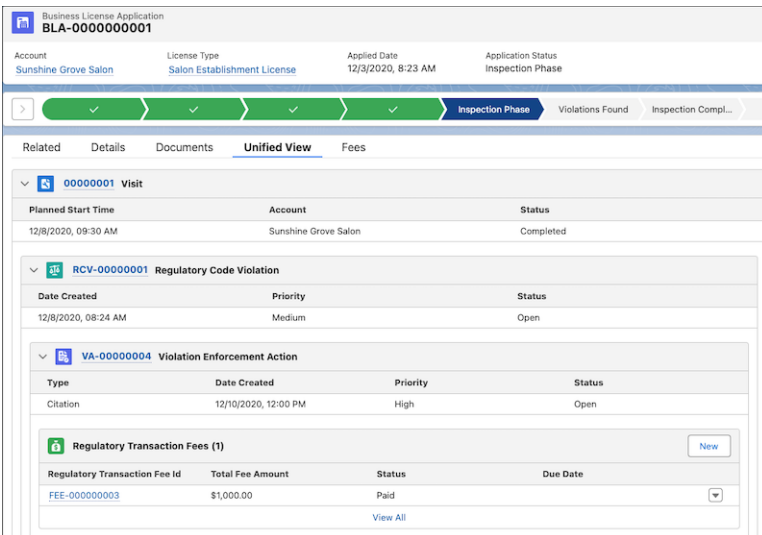 Business License Application
BLA-0000000001
Account License Type Applied Date Application Status
Sunshine Grove Salon Salon Establishment License 12/3/2020, 8:23 AM Inspection Phase
Inspection Phase Violations Found Inspection Compl...
Related Details Documents Unified View Fees
00000001 Visit
Planned Start Time Account Status
12/8/2020, 09:30 AM Sunshine Grove Salon Completed
RCV-00000001 Regulatory Code Violation
Date Created Priority Status
12/8/2020, 08:24 AM Medium Open
VA-00000004 Violation Enforcement Action
Type Date Created Priority Status
Citation 12/10/2020, 12:00 PM High Open
Regulatory Transaction Fees (1) New
Regulatory Transaction Fee Id Total Fee Amount Status Due Date
FEE-000000003 $1,000.00 Paid
View All